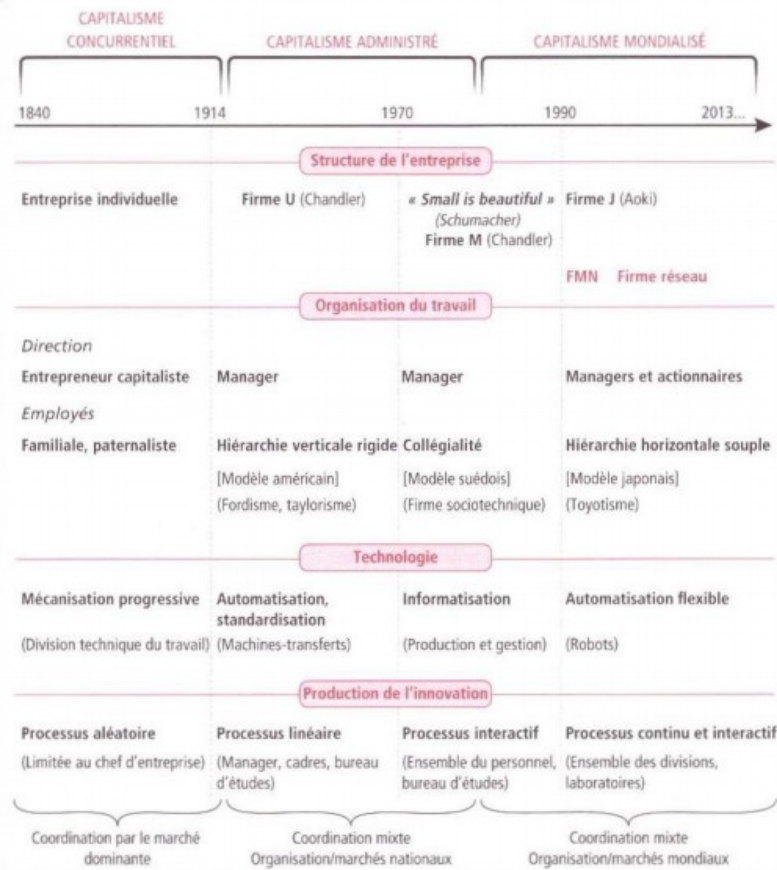 CAPITALISME
CONCURRENTIEL
CAPITALISME ADMINISTRÉ
CAPITALISME MONDIALISÉ
1840
1914
1970
1990
2013...
Structure de l'entreprise
Entreprise individuelle
Firme U (Chandler)
« Small is beautiful »
(Schumacher)
Firme M (Chandler)
Firme J (Aoki)
FMN Firme réseau
Organisation du travail
Direction
Entrepreneur capitaliste
Manager
Manager
Managers et actionnaires
Employés
Familiale, paternaliste
Hiérarchie verticale rigide
Collégialité
Hiérarchie horizontale souple
[Modèle américain]
[Modèle suédois]
[Modèle japonais]
(Fordisme, taylorisme)
(Firme sociotechnique)
(Toyotisme)
Technologie
Mécanisation progressive
Automatisation,
standardisation
Informatisation
Automatisation flexible
(Division technique du travail)
(Machines-transferts)
(Production et gestion)
(Robots)
Production de l'innovation
Processus aléatoire
Processus linéaire
Processus interactif
Processus continu et interactif
(Limitée au chef d'entreprise)
(Manager, cadres, bureau
d'études)
(Ensemble du personnel,
bureau d'études)
(Ensemble des divisions,
laboratoires)
Coordination par le marché
dominante
Coordination mixte
Organisation/marchés nationaux
Coordination mixte
Organisation/marchés mondiaux